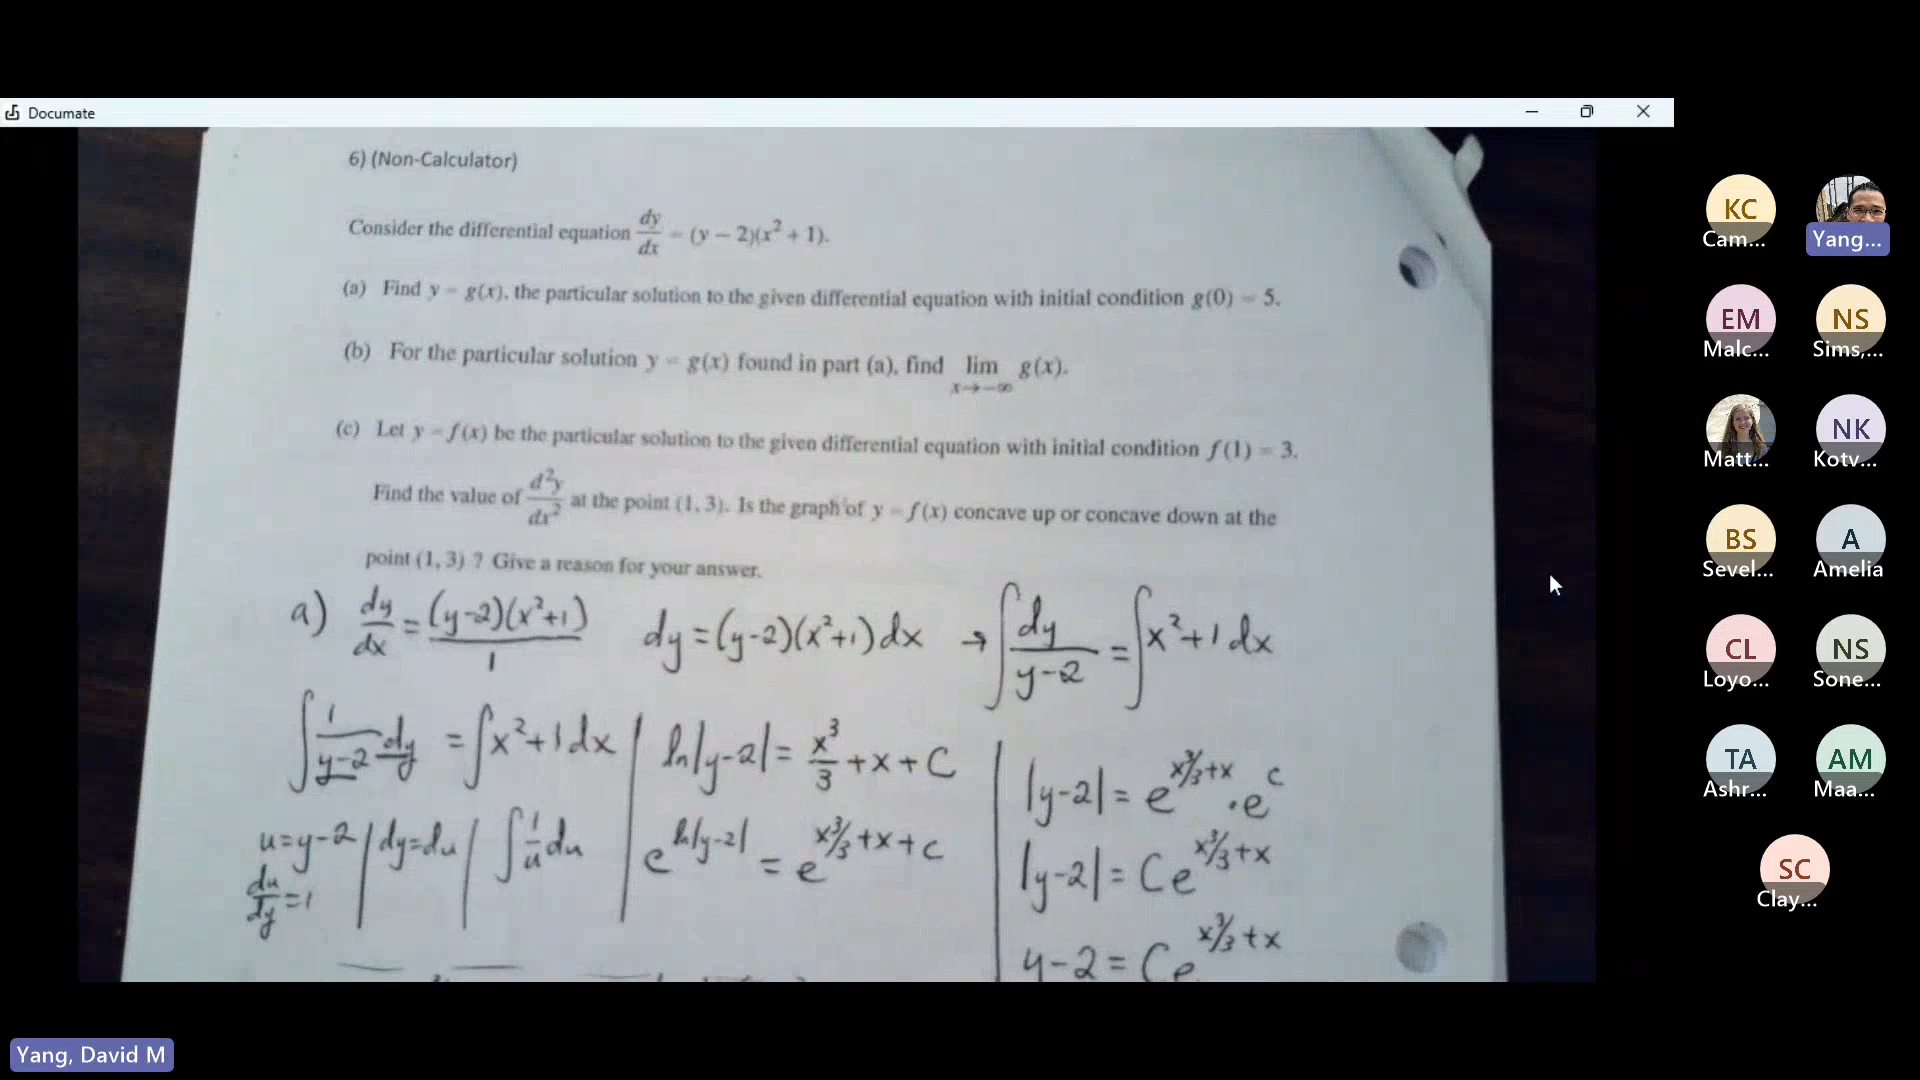 Documate
6) (Non-Calculator)
Consider the differential equation dy/dx = (y − 2)(x² + 1).
(a) Find y = g(x), the particular solution to the given differential equation with initial condition g(0) = 5.
(b) For the particular solution y = g(x) found in part (a), find lim x→−∞ g(x).
(c) Let y = f(x) be the particular solution to the given differential equation with initial condition f(1) = 3.
Find the value of d²y/dx² at the point (1, 3). Is the graph of y = f(x) concave up or concave down at the
point (1, 3) ? Give a reason for your answer.
a) dy/dx = (y-2)(x²+1)/1
dy = (y-2)(x²+1)dx → ∫dy/(y-2) = ∫x²+1 dx
∫1/(y-2) dy = ∫x²+1 dx
u=y-2 | dy=du | ∫1/u du
du/dy = 1
ln|y-2| = x³/3 + x + C
e^(ln|y-2|) = e^(x³/3+x+c)
|y-2| = e^(x³/3+x) · e^c
|y-2| = Ce^(x³/3+x)
y-2 = Ce^(x³/3+x)
KC
Cam...
Yang...
EM
Malc...
NS
Sims,...
Matt...
NK
Kotv...
BS
Sevel...
A
Amelia
CL
Loyo...
NS
Sone...
TA
Ashr...
AM
Maa...
SC
Clay...
Yang, David M